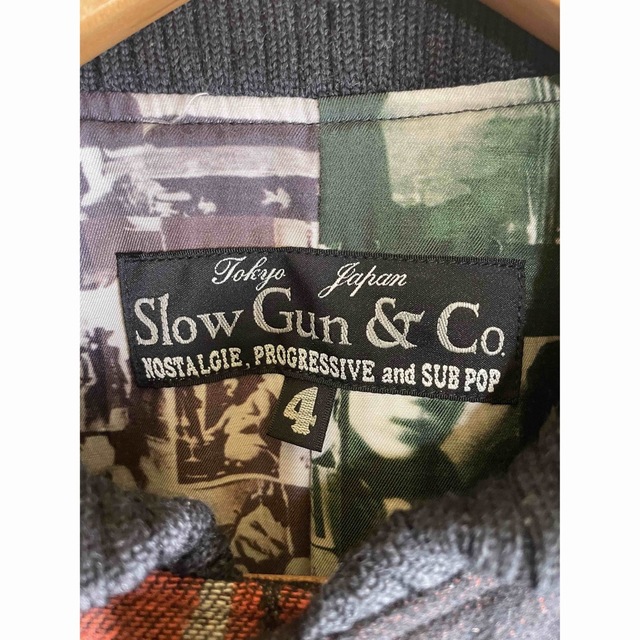 Tokyo Japan
Slow Gun & Co.
NOSTALGIE, PROGRESSIVE and SUB POP
4